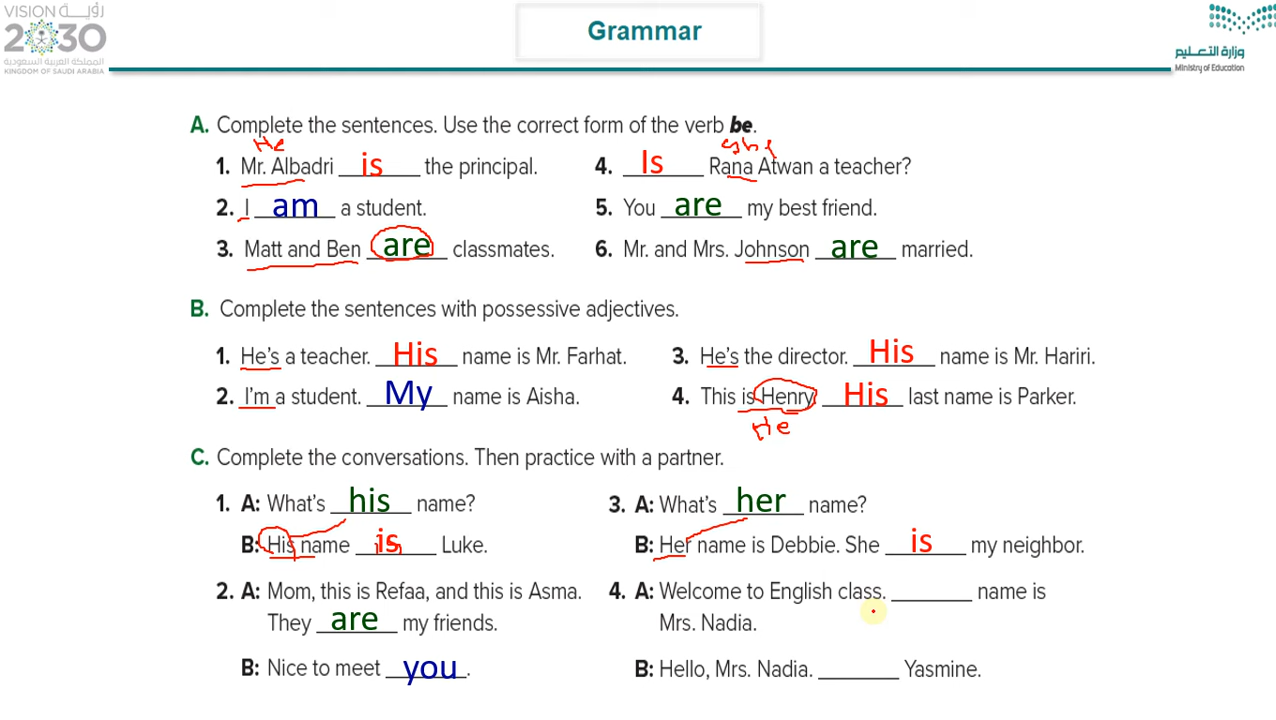 VISION رؤيــة
2030
المملكة العربية السعودية
KINGDOM OF SAUDI ARABIA
Grammar
وزارة التعليم
Ministry of Education
A. Complete the sentences. Use the correct form of the verb be.
He
1. Mr. Albadri is the principal.
2. I am a student.
3. Matt and Ben are classmates.
she
4. Is Rana Atwan a teacher?
5. You are my best friend.
6. Mr. and Mrs. Johnson are married.
B. Complete the sentences with possessive adjectives.
1. He's a teacher. His name is Mr. Farhat.
2. I'm a student. My name is Aisha.
3. He's the director. His name is Mr. Hariri.
4. This is Henry His last name is Parker.
He
C. Complete the conversations. Then practice with a partner.
1. A: What's his name?
B: His name is Luke.
2. A: Mom, this is Refaa, and this is Asma.
They are my friends.
B: Nice to meet you.
3. A: What's her name?
B: Her name is Debbie. She is my neighbor.
4. A: Welcome to English class. ________ name is
Mrs. Nadia.
B: Hello, Mrs. Nadia. ________ Yasmine.